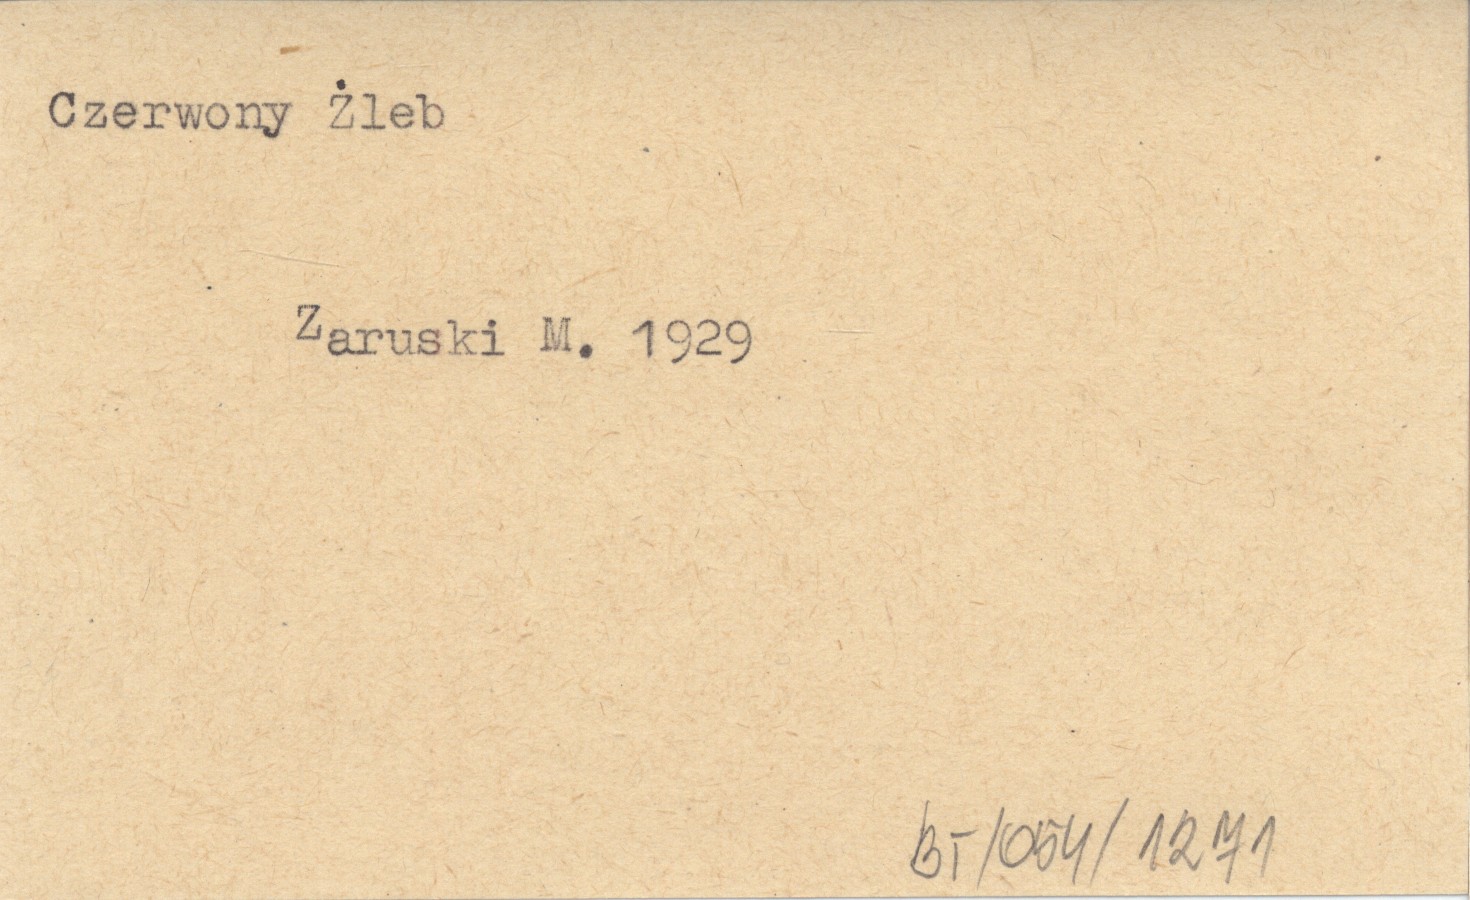 Czerwony Żleb
Zaruski M. 1929
BT/054/1271